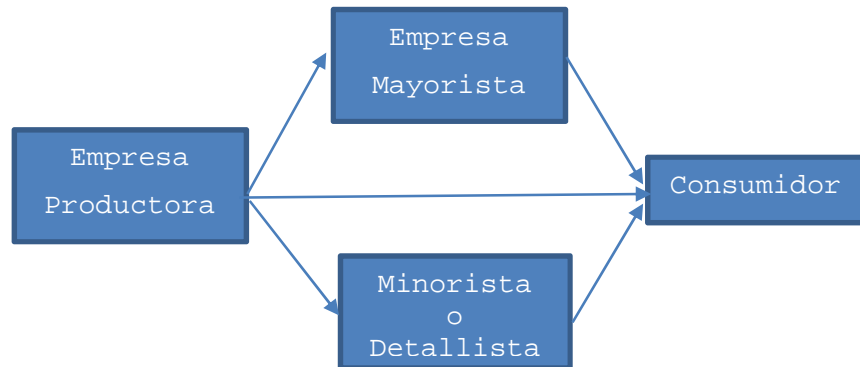 Empresa
Mayorista
Empresa
Productora
Consumidor
Minorista
o
Detallista